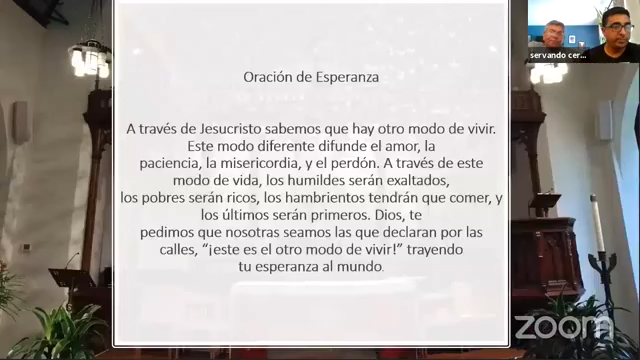 Oración de Esperanza
A través de Jesucristo sabemos que hay otro modo de vivir.
Este modo diferente difunde el amor, la
paciencia, la misericordia, y el perdón. A través de este
modo de vida, los humildes serán exaltados,
los pobres serán ricos, los hambrientos tendrán que comer, y
los últimos serán primeros. Dios, te
pedimos que nosotras seamos las que declaran por las
calles, “¡este es el otro modo de vivir!” trayendo
tu esperanza al mundo.
servando cer...
zoom